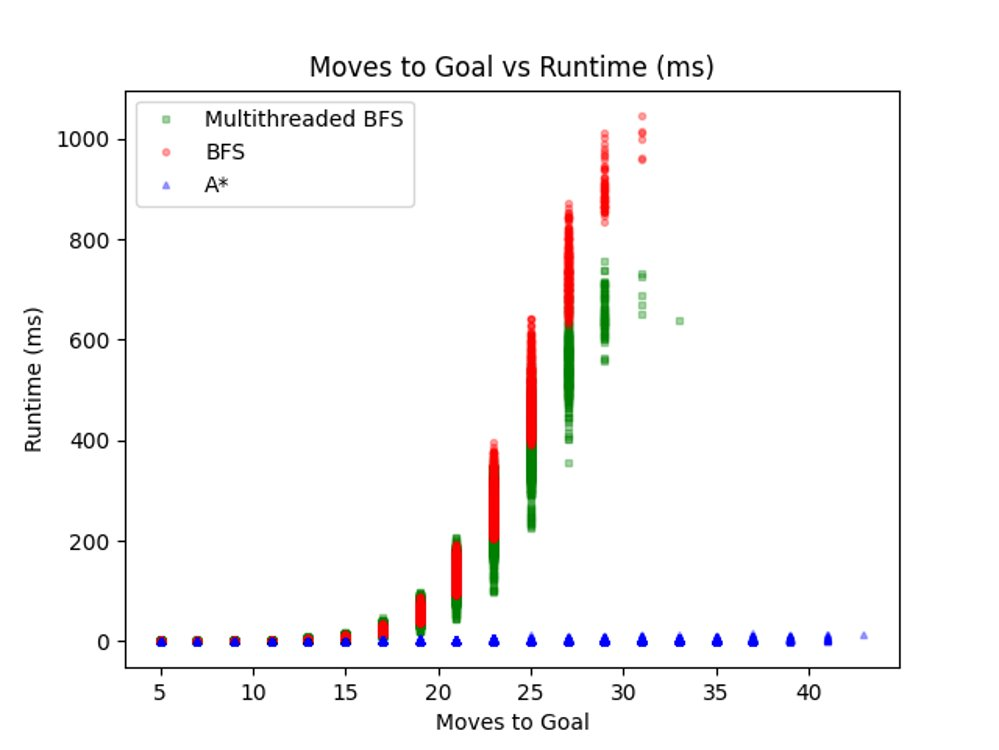 Moves to Goal vs Runtime (ms)
Multithreaded BFS
BFS
A*
1000
800
600
400
200
0
Runtime (ms)
5 10 15 20 25 30 35 40
Moves to Goal